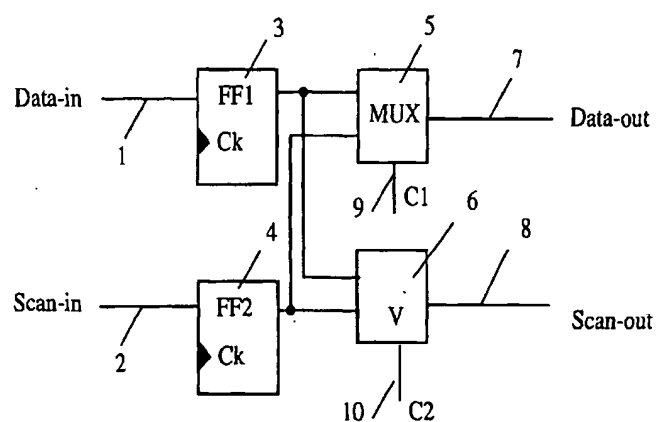 3
5
7
Data-in
FF1
MUX
Data-out
Ck
1
9
C1
4
6
8
Scan-in
FF2
V
Scan-out
2
Ck
10
C2